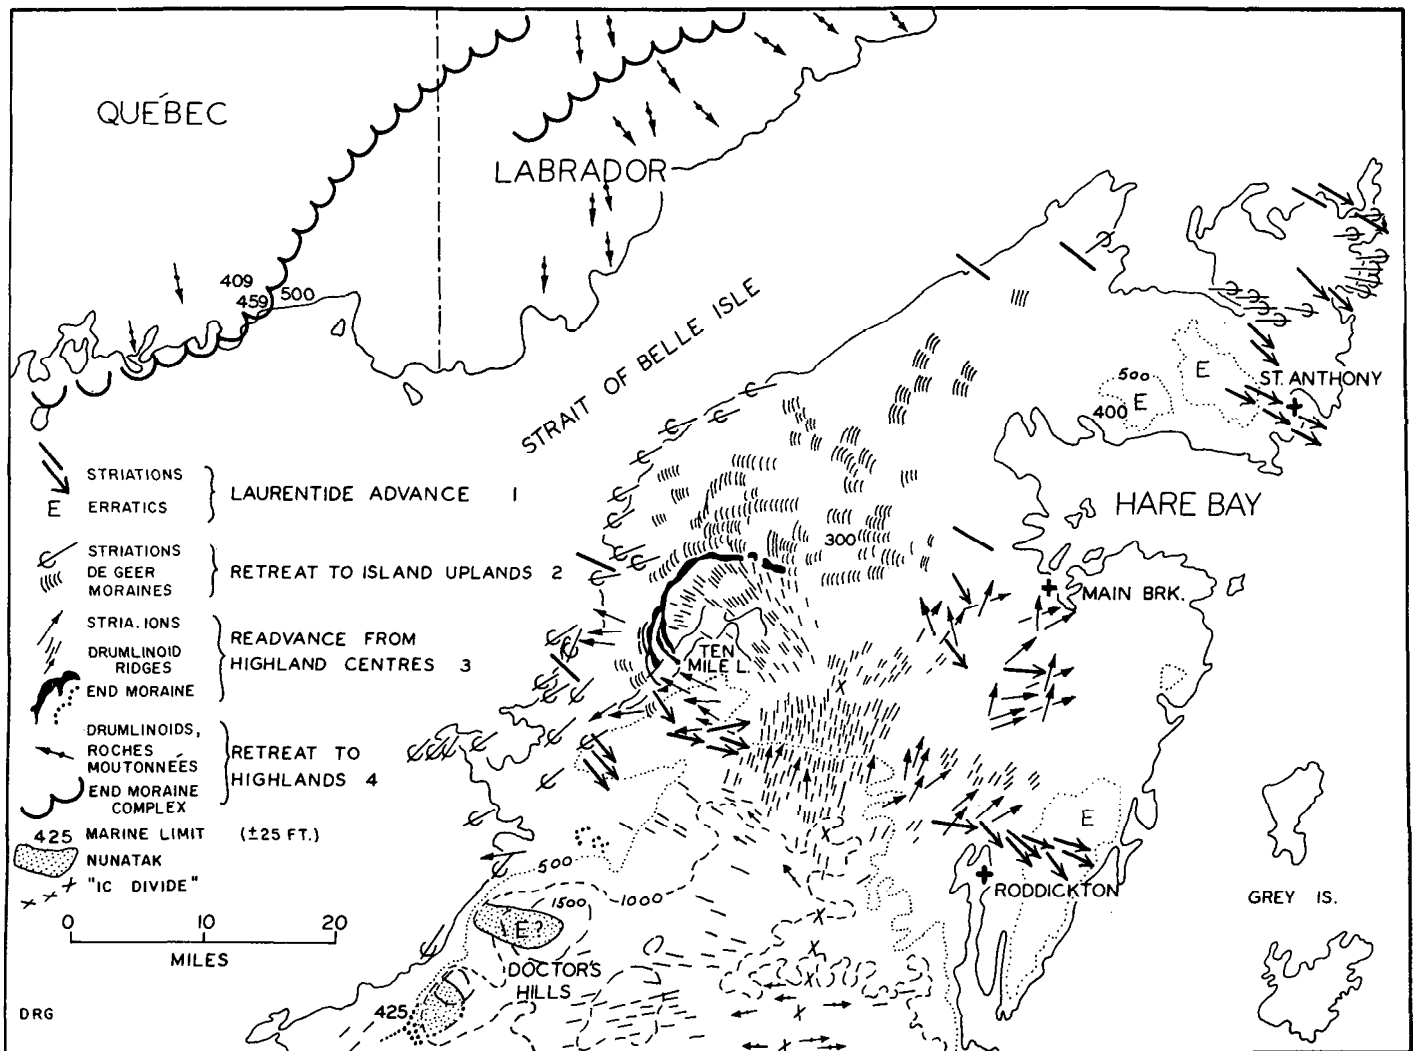 QUÉBEC
LABRADOR
409
459
500
STRAIT OF BELLE ISLE
500
E
E
400
ST. ANTHONY
HARE BAY
300
MAIN BRK.
TEN
MILE L.
E
RODDICKTON
GREY IS.
500
1000
1500
E?
DOCTOR'S
HILLS
425
STRIATIONS
E ERRATICS
LAURENTIDE ADVANCE 1
STRIATIONS
DE GEER
MORAINES
RETREAT TO ISLAND UPLANDS 2
STRIA.IONS
DRUMLINOID
RIDGES
END MORAINE
READVANCE FROM
HIGHLAND CENTRES 3
DRUMLINOIDS,
ROCHES
MOUTONNÉES
END MORAINE
COMPLEX
RETREAT TO
HIGHLANDS 4
425 MARINE LIMIT (±25 FT.)
NUNATAK
"IC DIVIDE"
0 10 20
MILES
DRG